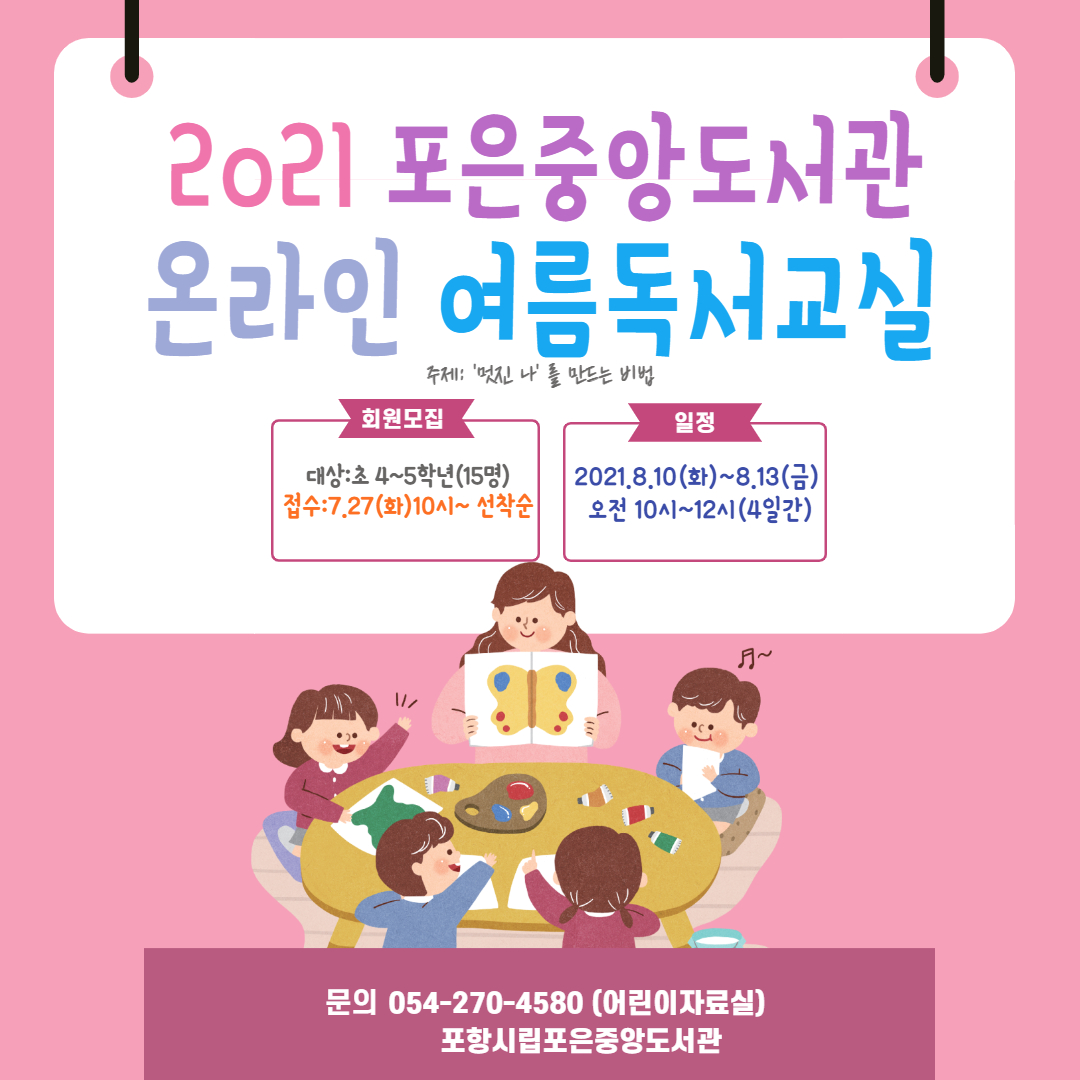 2021 포은중앙도서관
온라인 여름독서교실
주제: '멋진 나' 를 만드는 비법
회원모집
대상:초 4~5학년(15명)
접수:7.27(화)10시~ 선착순
일정
2021.8.10(화)~8.13(금)
오전 10시~12시(4일간)
문의 054-270-4580 (어린이자료실)
포항시립포은중앙도서관